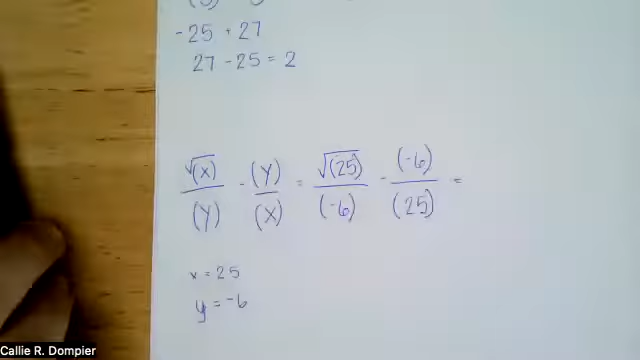 -25 + 27
27 - 25 = 2
√(x)/(y) - (y)/(x) = √(25)/(-6) - (-6)/(25) =
x = 25
y = -6
Callie R. Dompier